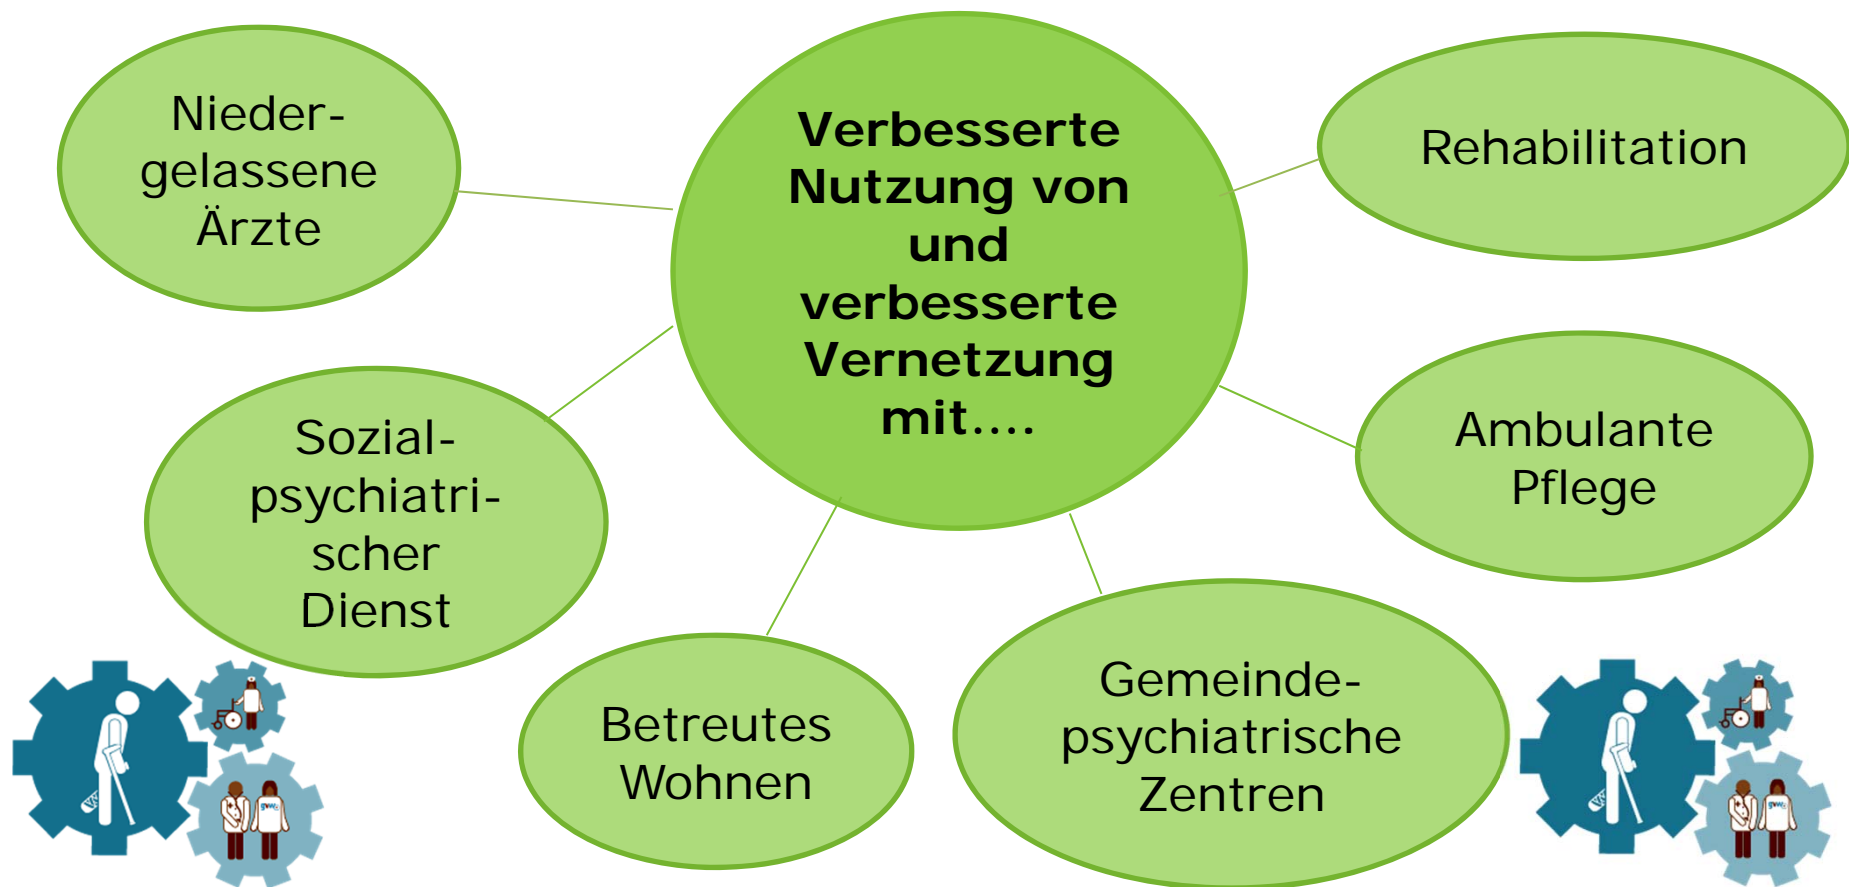 Nieder-
gelassene
Ärzte
Verbesserte
Nutzung von
und
verbesserte
Vernetzung
mit....
Rehabilitation
Sozial-
psychiatri-
scher
Dienst
Ambulante
Pflege
Betreutes
Wohnen
Gemeinde-
psychiatrische
Zentren